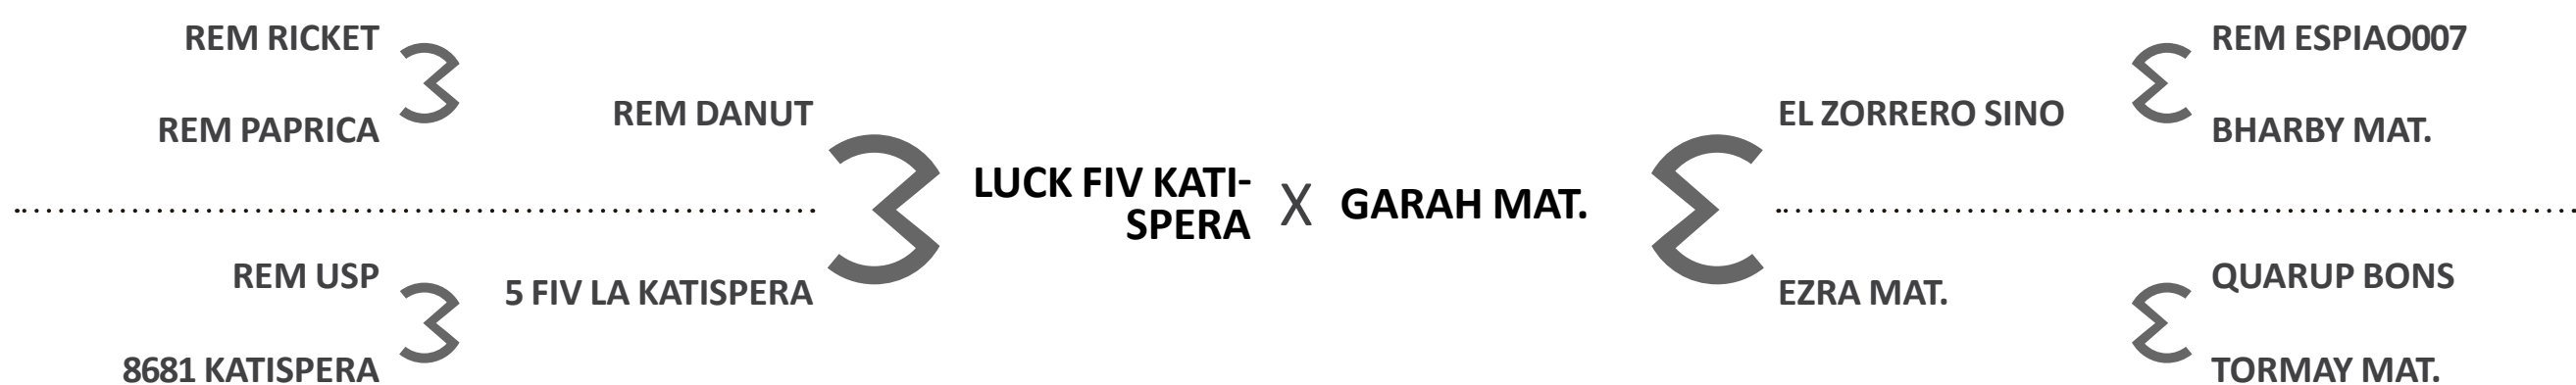 REM RICKET
REM PAPRICA
REM DANUT
REM USP
8681 KATISPERA
5 FIV LA KATISPERA
LUCK FIV KATI-
SPERA
X
GARAH MAT.
EL ZORRERO SINO
EZRA MAT.
REM ESPIAO007
BHARBY MAT.
QUARUP BONS
TORMAY MAT.